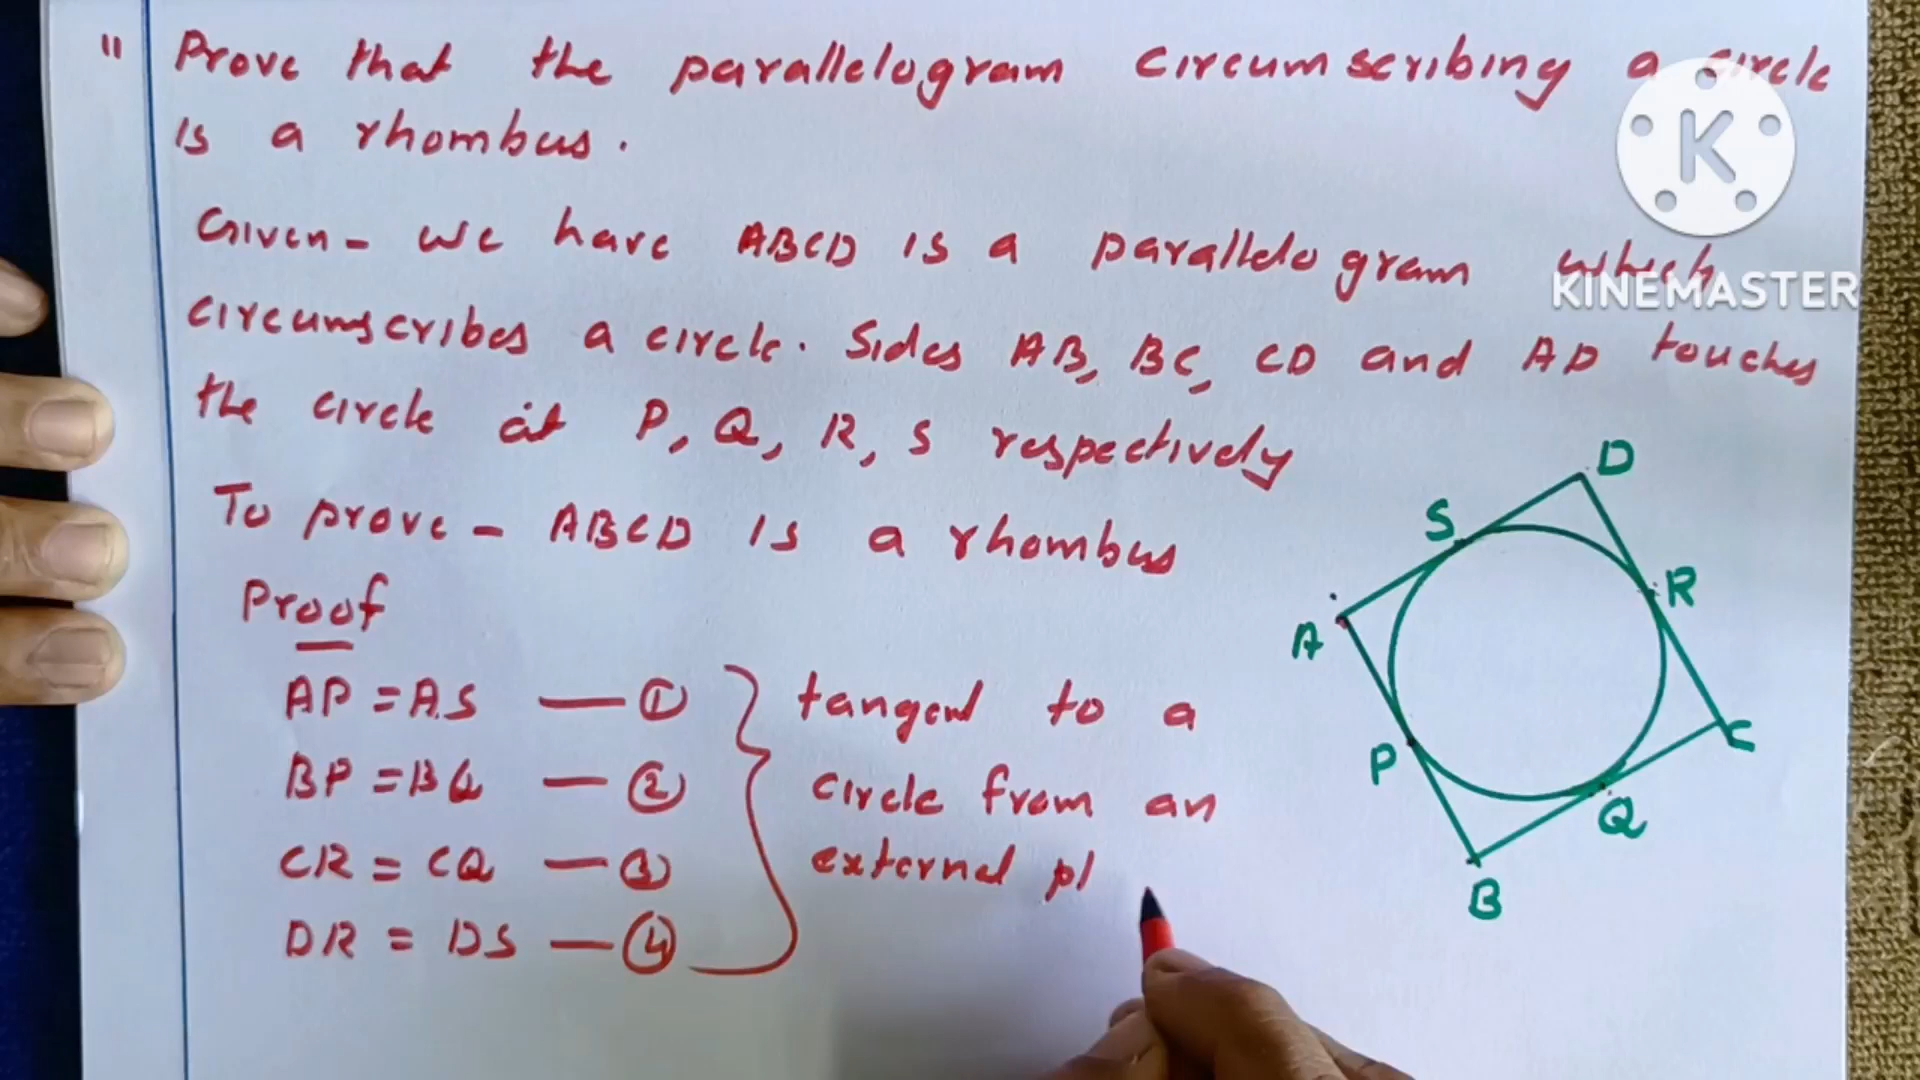 11 Prove that the parallelogram circumscribing a circle
is a rhombus.
Given - we have ABCD is a parallelogram which
circumscribes a circle. Sides AB, BC, CD and AD touches
the circle at P, Q, R, S respectively
To prove - ABCD is a rhombus
Proof
AP = AS — ①
BP = BQ — ②
CR = CQ — ③
DR = DS — ④
tangent to a
circle from an
external
K
KINEMASTER
D
S
R
A
P
C
Q
B